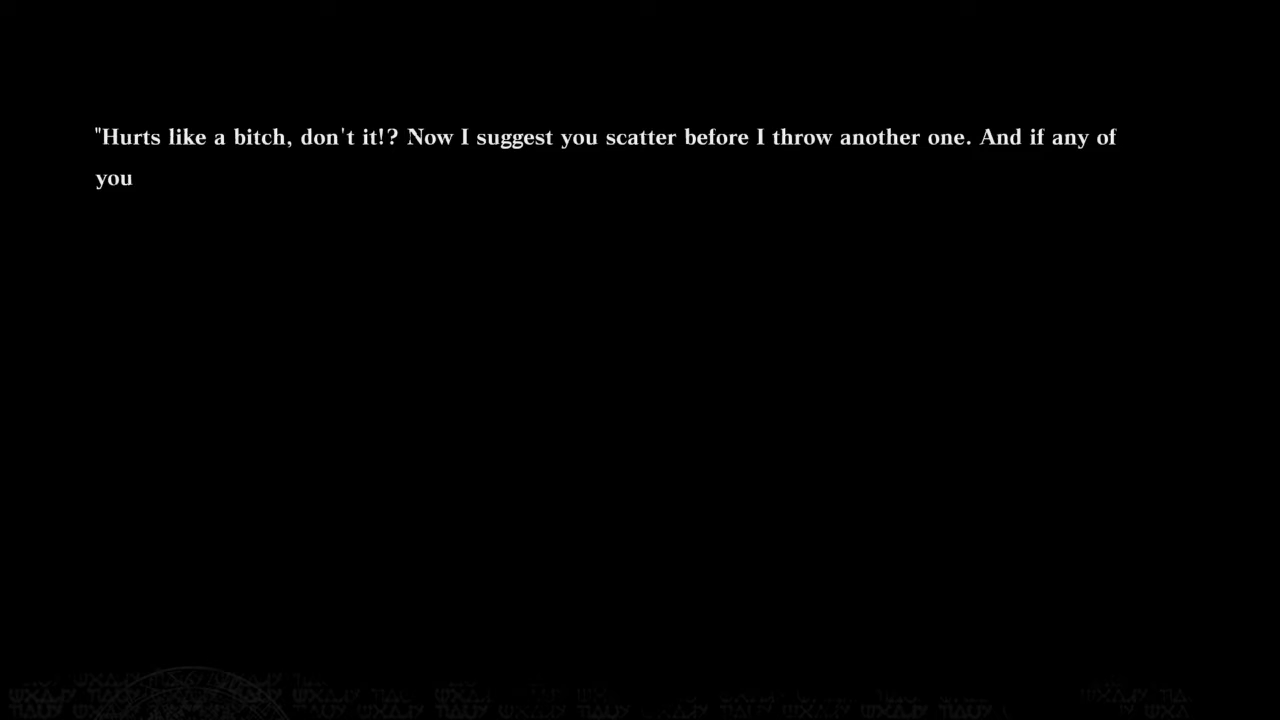 "Hurts like a bitch, don't it!? Now I suggest you scatter before I throw another one. And if any of
you